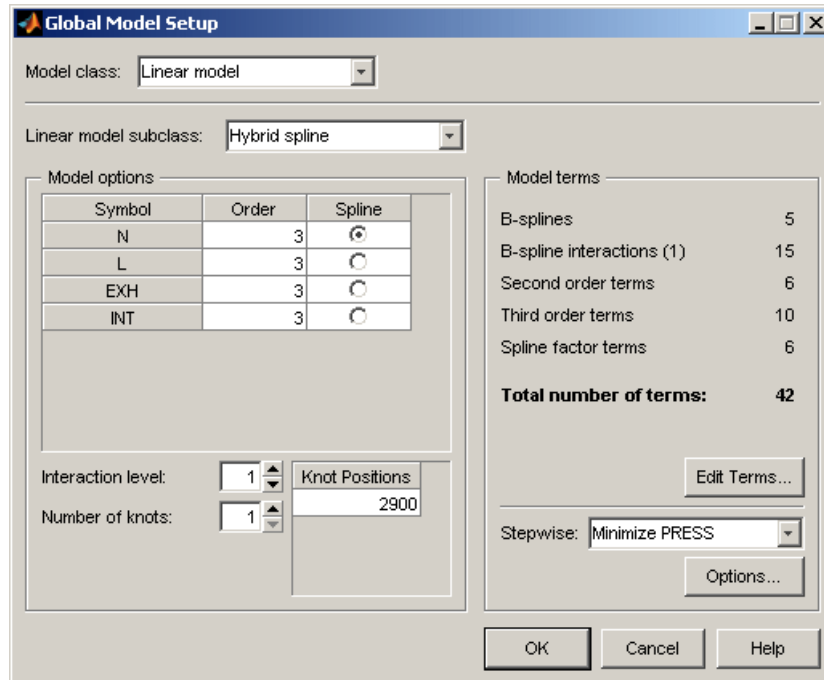 Global Model Setup
Model class: Linear model
Linear model subclass: Hybrid spline
Model options
Symbol Order Spline
N 3
L 3
EXH 3
INT 3
Interaction level: 1
Number of knots: 1
Knot Positions
2900
Model terms
B-splines 5
B-spline interactions (1) 15
Second order terms 6
Third order terms 10
Spline factor terms 6
Total number of terms: 42
Edit Terms...
Stepwise: Minimize PRESS
Options...
OK Cancel Help